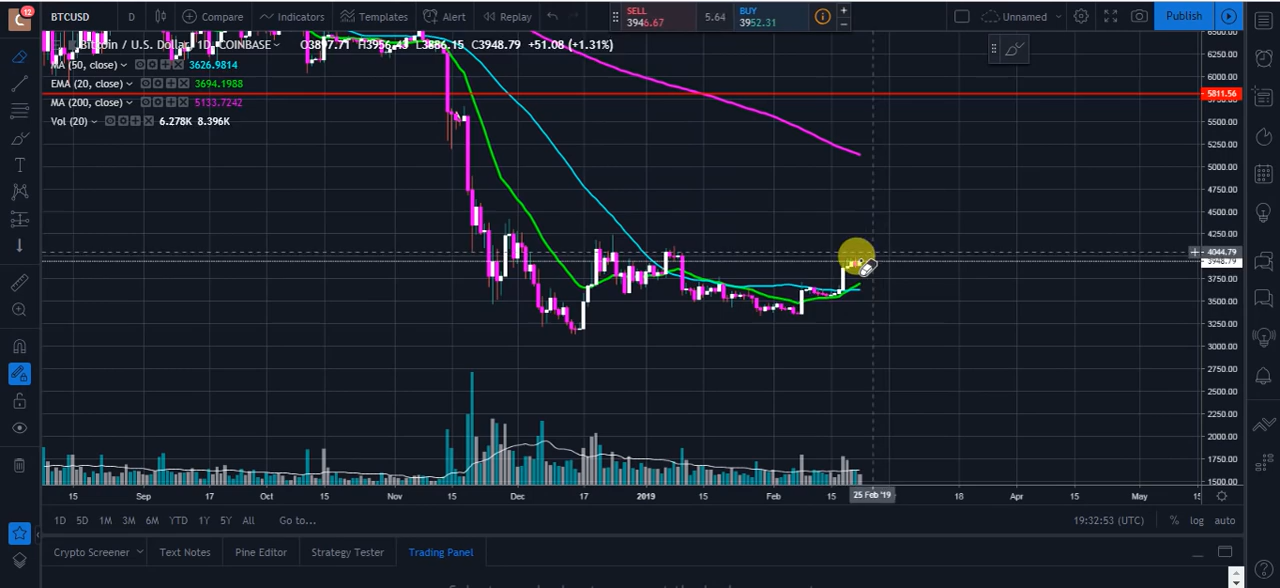 C 12 BTCUSD D Compare Indicators Templates Alert Replay SELL 3946.67 5.64 BUY 3952.31 Unnamed Publish
Bitcoin / U.S. Dollar, 1D, COINBASE O3897.71 H3956.43 L3886.15 C3948.79 +51.08 (+1.31%)
MA (50, close) 3626.9814
EMA (20, close) 3694.1988
MA (200, close) 5133.7242
Vol (20) 6.278K 8.396K
6500.00
6250.00
6000.00
5811.56
5750.00
5500.00
5250.00
5000.00
4750.00
4500.00
4250.00
4044.79
3948.79
3750.00
3500.00
3250.00
3000.00
2750.00
2500.00
2250.00
2000.00
1750.00
1500.00
15 Sep 17 Oct 15 Nov 15 Dec 17 2019 15 Feb 15 25 Feb '19 18 Apr 15 May 15
1D 5D 1M 3M 6M YTD 1Y 5Y All Go to... 19:32:53 (UTC) % log auto
Crypto Screener Text Notes Pine Editor Strategy Tester Trading Panel